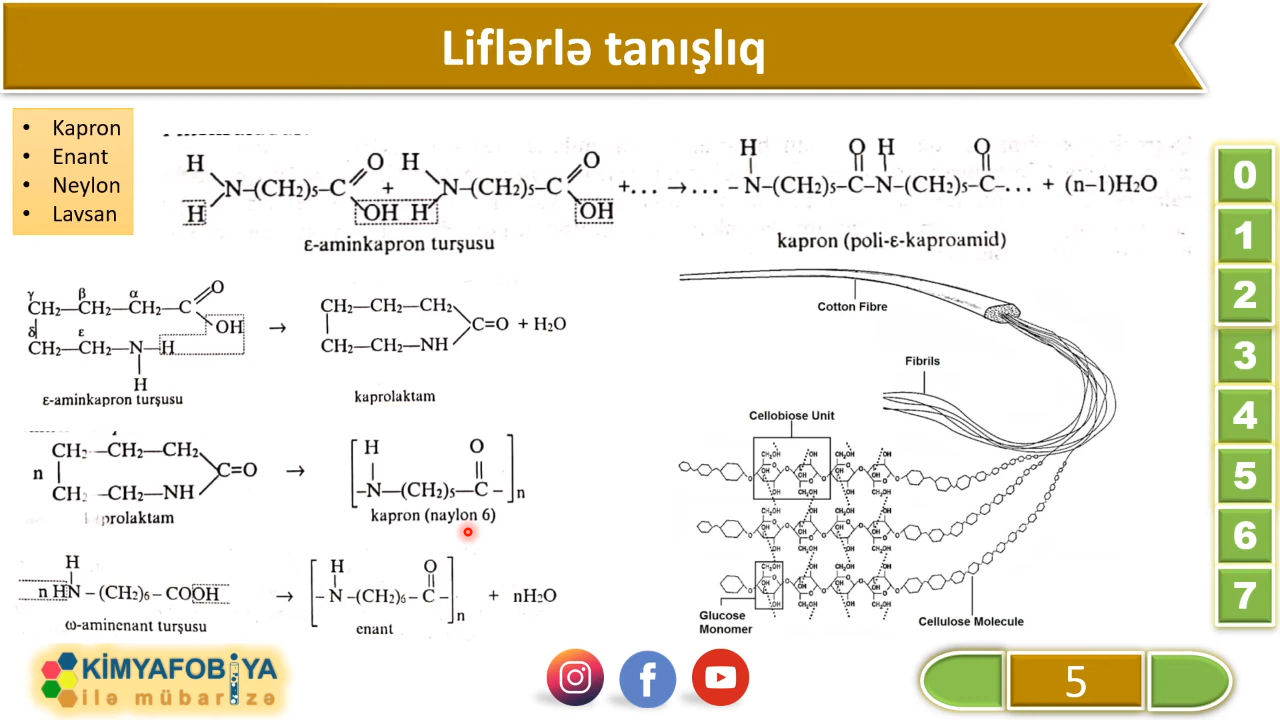 Liflərlə tanışlıq
• Kapron
• Enant
• Neylon
• Lavsan
H O H O H O H O
N–(CH₂)₅–C + N–(CH₂)₅–C +... →... – N–(CH₂)₅–C–N–(CH₂)₅–C–... + (n–1)H₂O
H OH H OH
ε-aminkapron turşusu
kapron (poli-ε-kaproamid)
γ β α O
CH₂–CH₂–CH₂–C
δ ε OH →
CH₂–CH₂–N–H
H
ε-aminkapron turşusu
CH₂–CH₂–CH₂
C=O + H₂O
CH₂–CH₂–NH
kaprolaktam
CH₂–CH₂–CH₂
n C=O →
CH₂–CH₂–NH
prolaktam
H O
–N–(CH₂)₅–C– n
kapron (naylon 6)
H
n HN–(CH₂)₆–COOH →
ω-aminenant turşusu
H O
–N–(CH₂)₆–C– n + nH₂O
enant
Cotton Fibre
Fibrils
Cellobiose Unit
Glucose
Monomer
Cellulose Molecule
0
1
2
3
4
5
6
7
KİMYAFOBİYA
ilə mübarizə
5